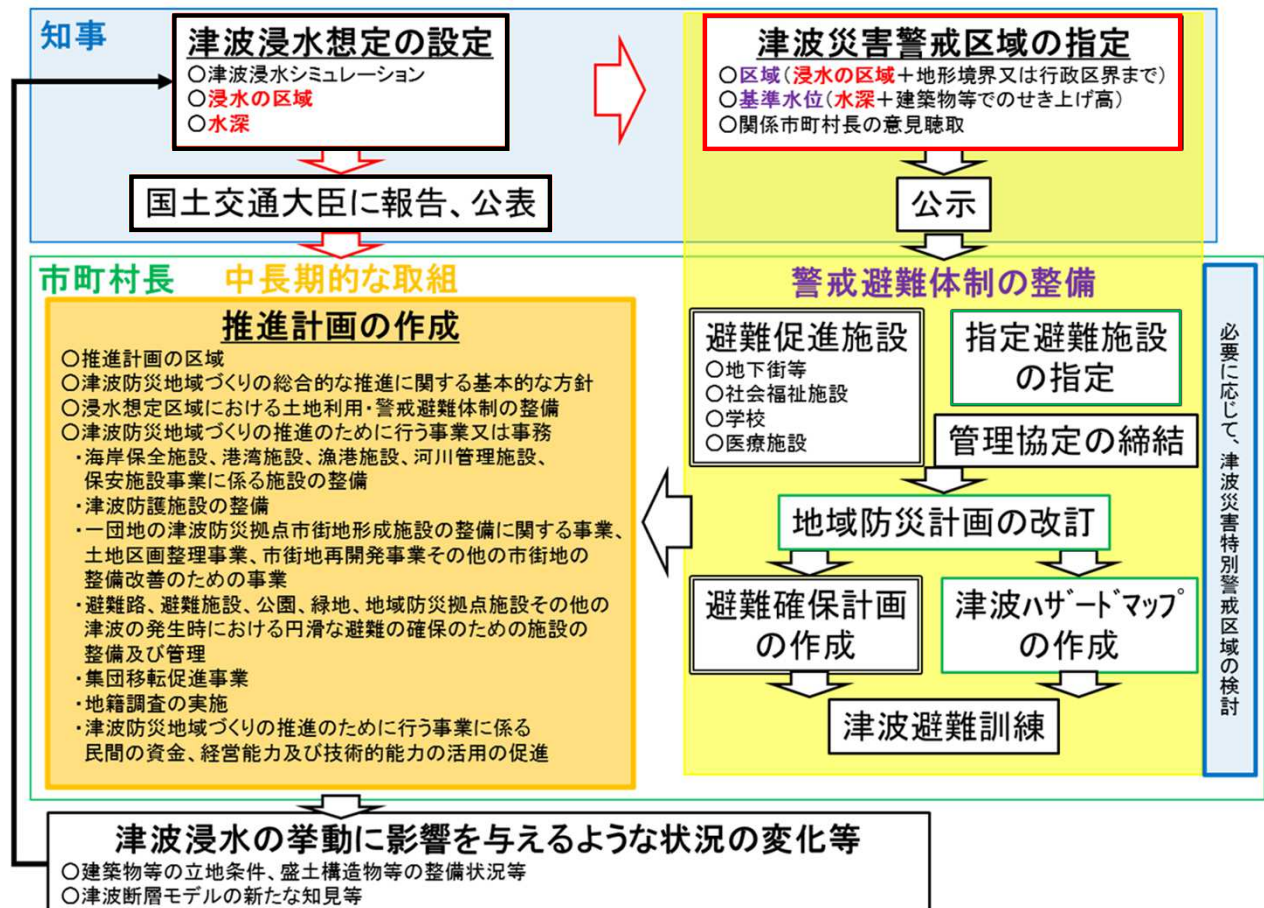 知事
津波浸水想定の設定
○津波浸水シミュレーション
○浸水の区域
○水深
国土交通大臣に報告、公表
津波災害警戒区域の指定
○区域(浸水の区域+地形境界又は行政区界まで)
○基準水位(水深+建築物等でのせき上げ高)
○関係市町村長の意見聴取
公示
市町村長 中長期的な取組
推進計画の作成
○推進計画の区域
○津波防災地域づくりの総合的な推進に関する基本的な方針
○浸水想定区域における土地利用・警戒避難体制の整備
○津波防災地域づくりの推進のために行う事業又は事務
・海岸保全施設、港湾施設、漁港施設、河川管理施設、
保安施設事業に係る施設の整備
・津波防護施設の整備
・一団地の津波防災拠点市街地形成施設の整備に関する事業、
土地区画整理事業、市街地再開発事業その他の市街地の
整備改善のための事業
・避難路、避難施設、公園、緑地、地域防災拠点施設その他の
津波の発生時における円滑な避難の確保のための施設の
整備及び管理
・集団移転促進事業
・地籍調査の実施
・津波防災地域づくりの推進のために行う事業に係る
民間の資金、経営能力及び技術的能力の活用の促進
警戒避難体制の整備
避難促進施設
○地下街等
○社会福祉施設
○学校
○医療施設
指定避難施設
の指定
管理協定の締結
地域防災計画の改訂
避難確保計画
の作成
津波ハザードマップ
の作成
津波避難訓練
必要に応じて、津波災害特別警戒区域の検討
津波浸水の挙動に影響を与えるような状況の変化等
○建築物等の立地条件、盛土構造物等の整備状況等
○津波断層モデルの新たな知見等